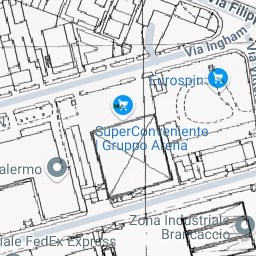 Via Filip
Via Ingham
Eurospin
SuperConveniente
Gruppo Arena
alermo
Zona Industriale
Brancaccio
iale FedEx Express